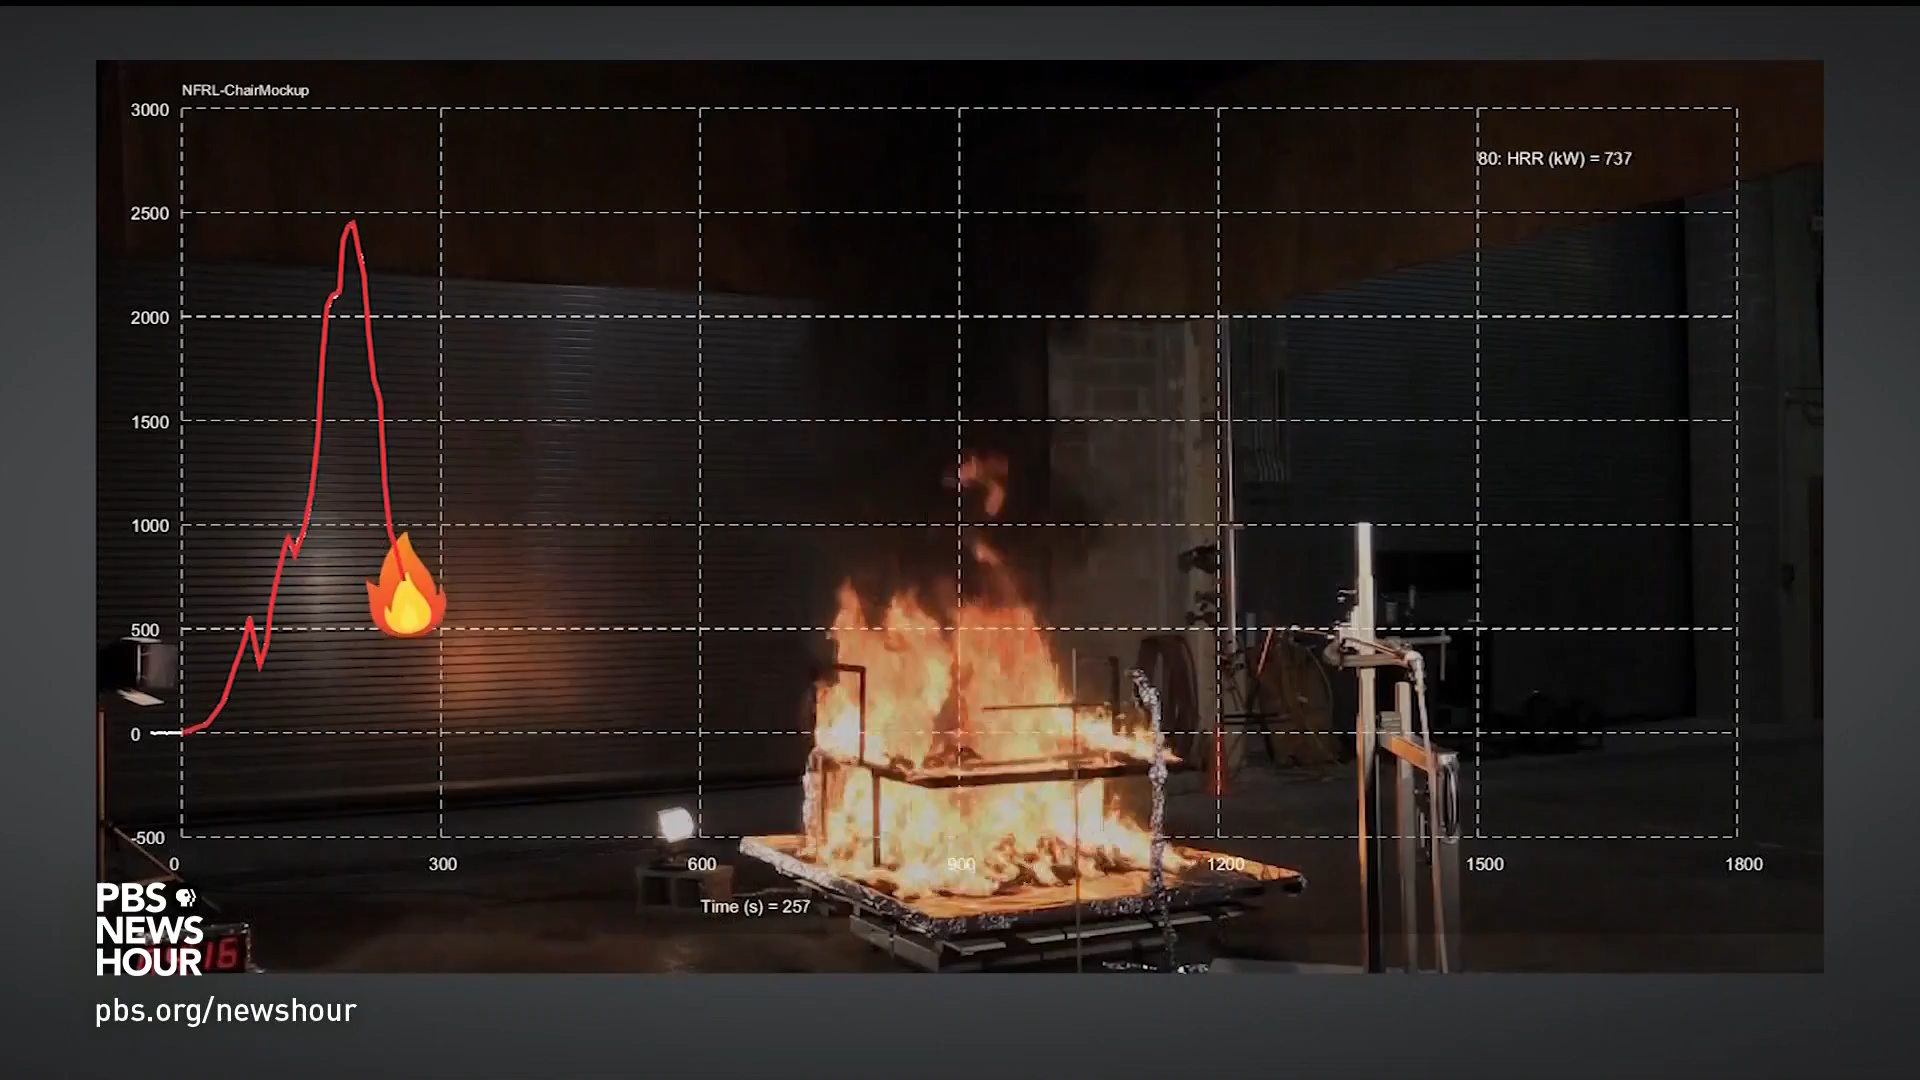 NFRL-ChairMockup
3000
80: HRR (kW) = 737
2500
2000
1500
1000
500
0
-500
0 300 600 900 1200 1500 1800
Time (s) = 257
PBS
NEWS
HOUR
pbs.org/newshour